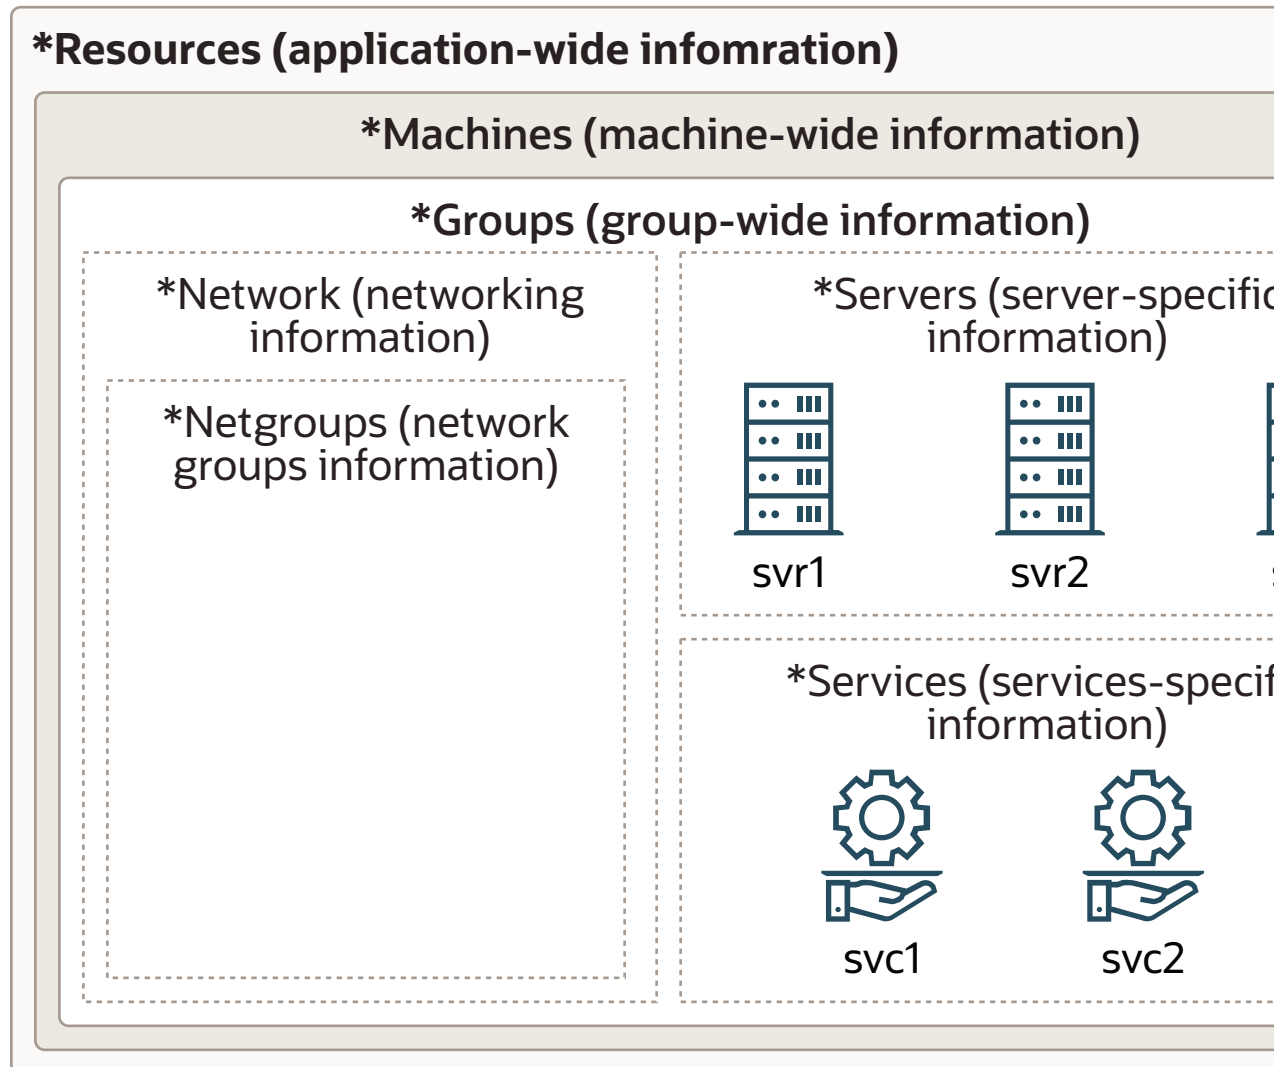 *Resources (application-wide infomration)
*Machines (machine-wide information)
*Groups (group-wide information)
*Network (networking
information)
*Netgroups (network
groups information)
*Servers (server-specific
information)
svr1
svr2
*Services (services-specif
information)
svc1
svc2